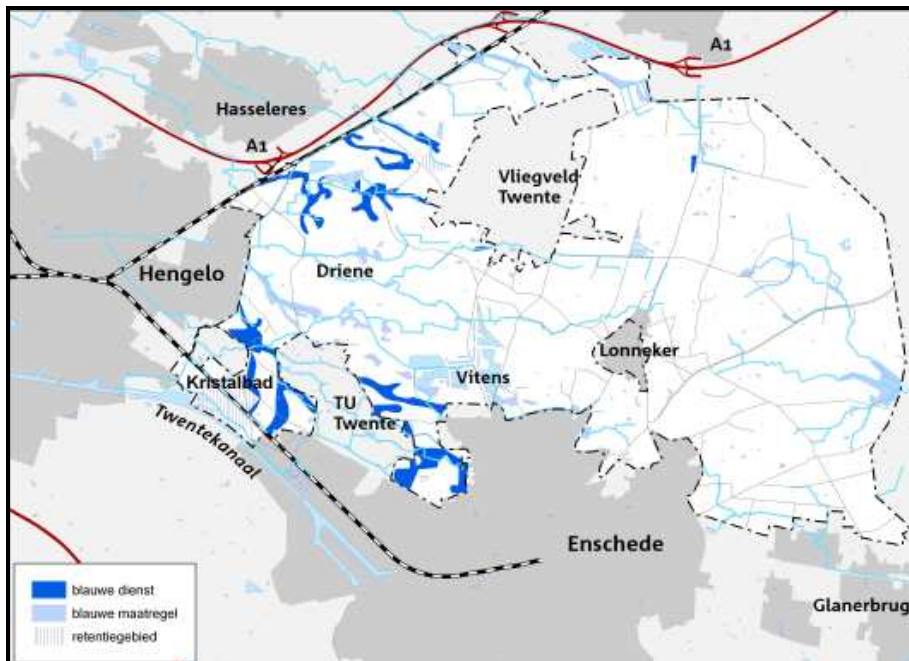 A1
Hasseleres
A1
Vliegveld
Twente
Hengelo
Driene
Lonneker
Kristalbad
Vitens
TU
Twente
Twentekanaal
Enschede
Glanerbrug
blauwe dienst
blauwe maatregel
retentiegebied